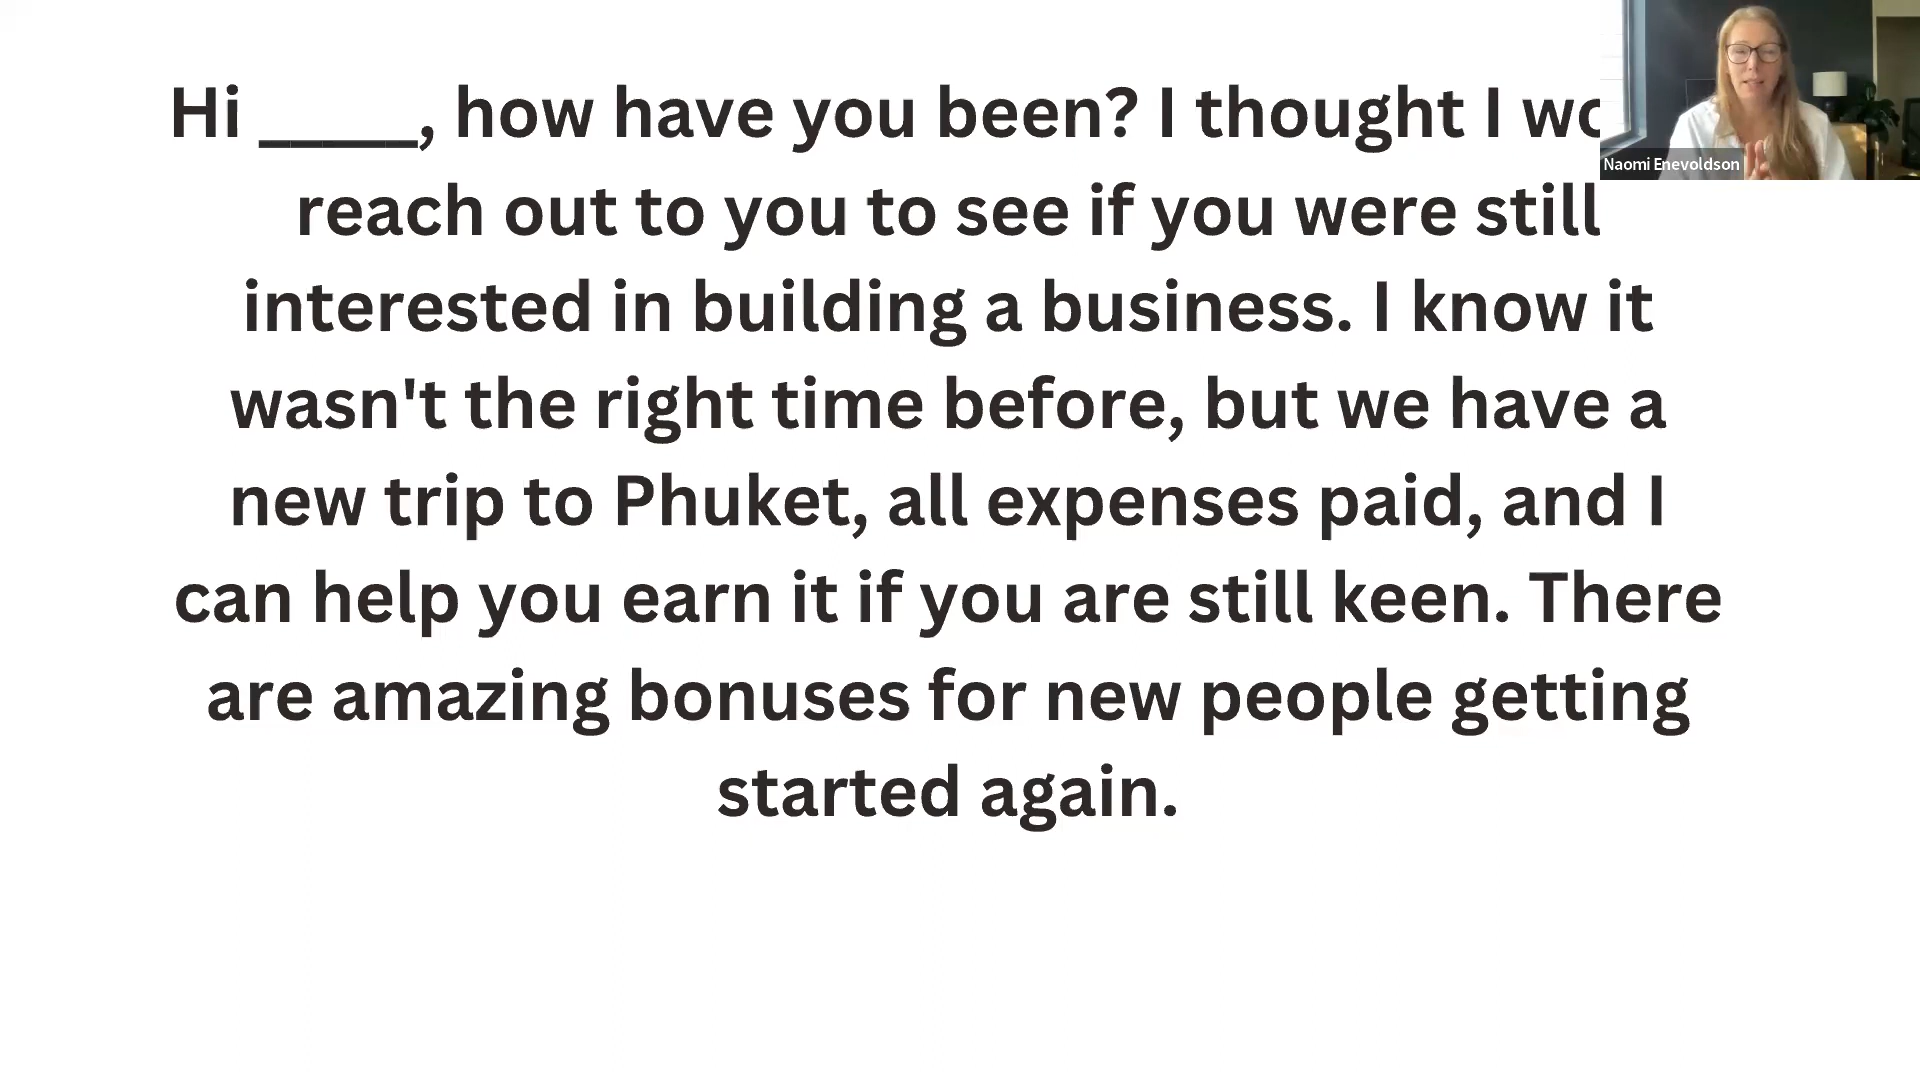 Hi _____, how have you been? I thought I
reach out to you to see if you were still
interested in building a business. I know it
wasn't the right time before, but we have a
new trip to Phuket, all expenses paid, and I
can help you earn it if you are still keen. There
are amazing bonuses for new people getting
started again.
Naomi Enevoldson